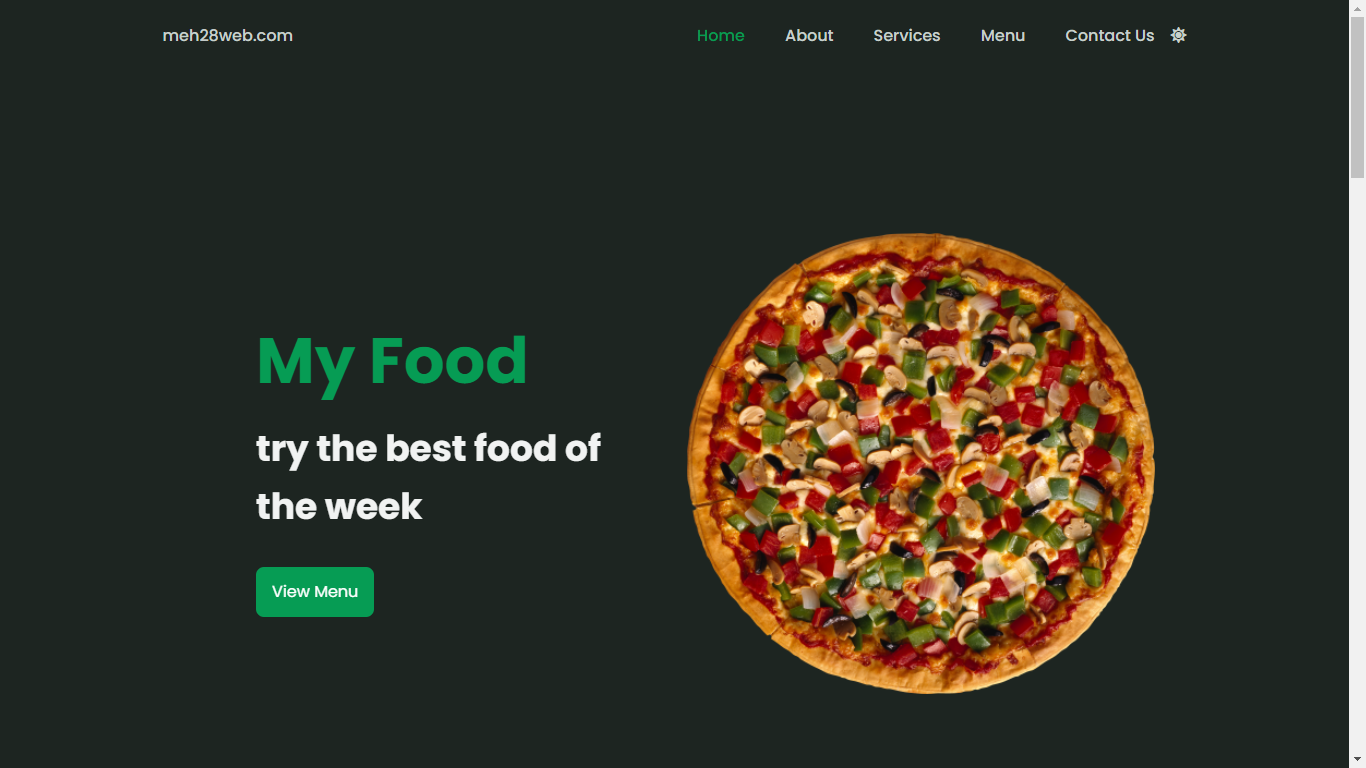 meh28web.com
Home About Services Menu Contact Us
My Food
try the best food of
the week
View Menu